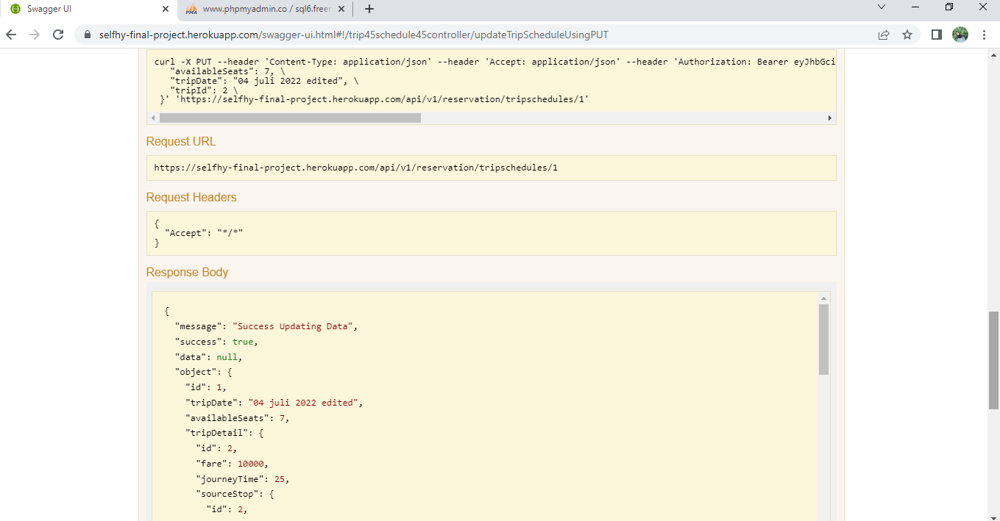 Swagger UI
www.phpmyadmin.co / sql6.freer
selfhy-final-project.herokuapp.com/swagger-ui.html#!/trip45schedule45controller/updateTripScheduleUsingPUT
curl -X PUT --header 'Content-Type: application/json' --header 'Accept: application/json' --header 'Authorization: Bearer eyJhbGci
"availableSeats": 7, \
"tripDate": "04 juli 2022 edited", \
"tripId": 2 \
}' 'https://selfhy-final-project.herokuapp.com/api/v1/reservation/tripschedules/1'
Request URL
https://selfhy-final-project.herokuapp.com/api/v1/reservation/tripschedules/1
Request Headers
{
"Accept": "*/*"
}
Response Body
{
"message": "Success Updating Data",
"success": true,
"data": null,
"object": {
"id": 1,
"tripDate": "04 juli 2022 edited",
"availableSeats": 7,
"tripDetail": {
"id": 2,
"fare": 10000,
"journeyTime": 25,
"sourceStop": {
"id": 2,